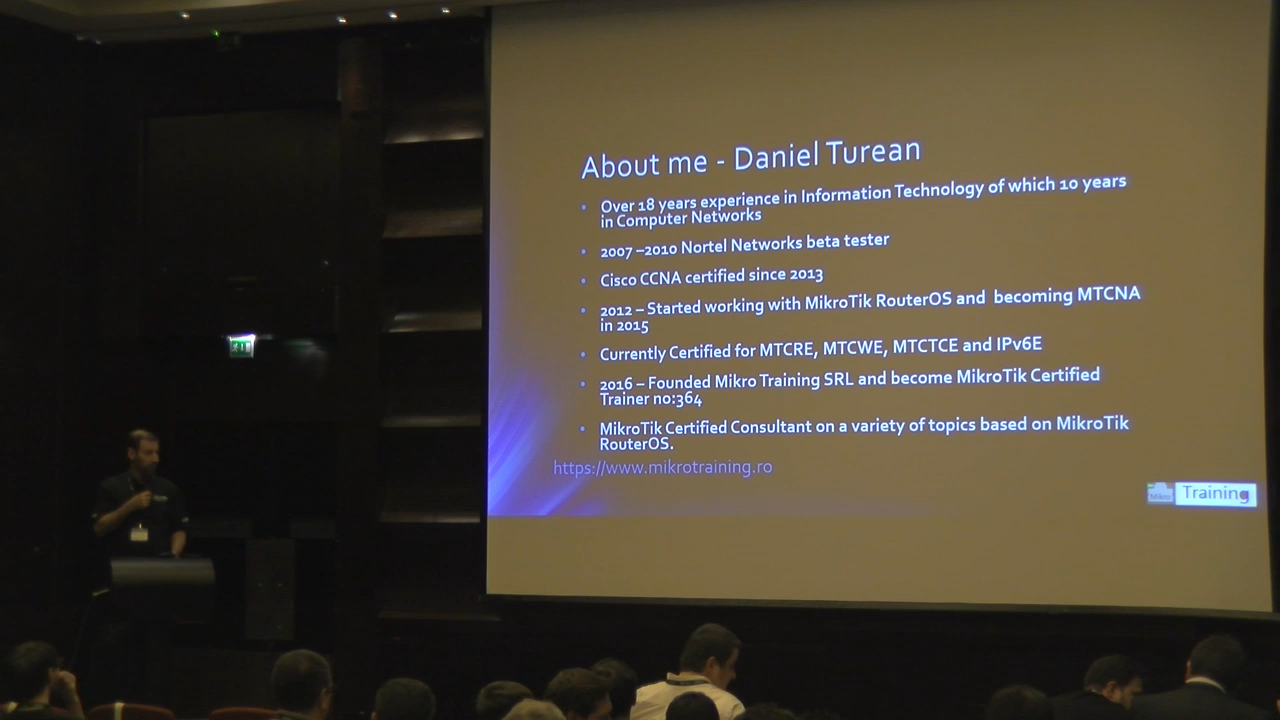 About me - Daniel Turean
• Over 18 years experience in Information Technology of which 10 years
in Computer Networks
• 2007 –2010 Nortel Networks beta tester
• Cisco CCNA certified since 2013
• 2012 – Started working with MikroTik RouterOS and  becoming MTCNA
in 2015
• Currently Certified for MTCRE, MTCWE, MTCTCE and IPv6E
• 2016 – Founded Mikro Training SRL and become MikroTik Certified
Trainer no:364
• MikroTik Certified Consultant on a variety of topics based on MikroTik
RouterOS.
https://www.mikrotraining.ro
Mikro Training